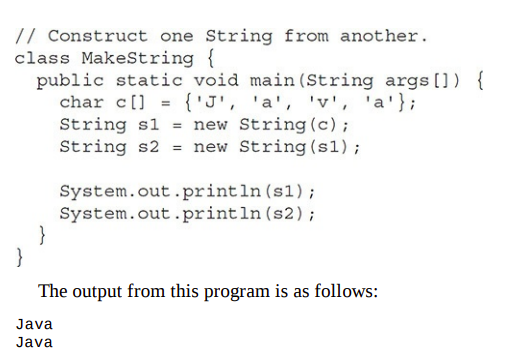 // Construct one String from another.
class MakeString {
  public static void main(String args[]) {
    char c[] = {'J', 'a', 'v', 'a'};
    String s1 = new String(c);
    String s2 = new String(s1);

    System.out.println(s1);
    System.out.println(s2);
  }
}
The output from this program is as follows:
Java
Java